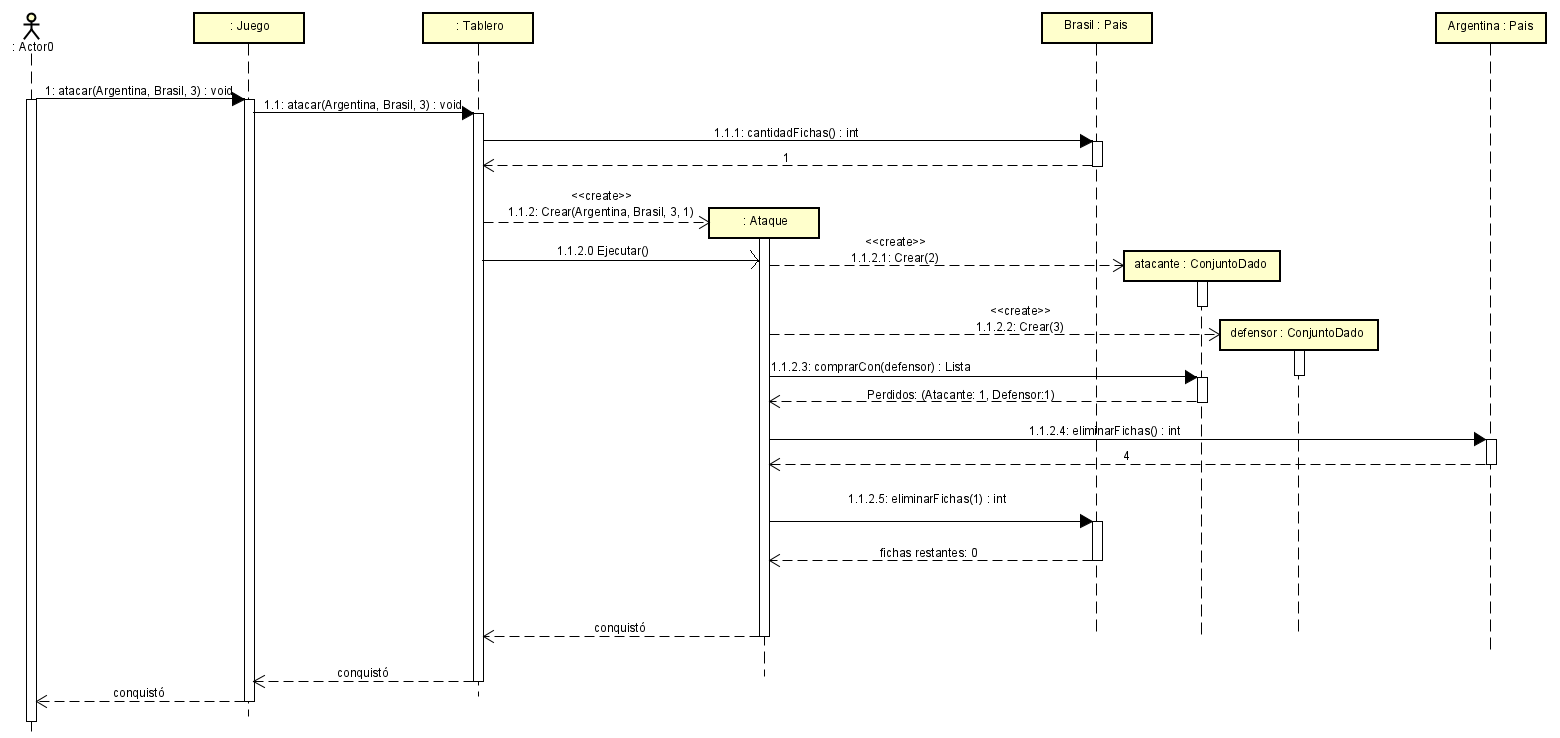 : Actor0
: Juego
: Tablero
Brasil : Pais
Argentina : Pais
1: atacar(Argentina, Brasil, 3) : void
1.1: atacar(Argentina, Brasil, 3) : void
1.1.1: cantidadFichas() : int
1
<<create>>
1.1.2: Crear(Argentina, Brasil, 3, 1)
: Ataque
1.1.2.0 Ejecutar()
<<create>>
1.1.2.1: Crear(2)
atacante : ConjuntoDado
<<create>>
1.1.2.2: Crear(3)
defensor : ConjuntoDado
1.1.2.3: comprarCon(defensor) : Lista
Perdidos: (Atacante: 1, Defensor:1)
1.1.2.4: eliminarFichas() : int
4
1.1.2.5: eliminarFichas(1) : int
fichas restantes: 0
conquistó
conquistó
conquistó